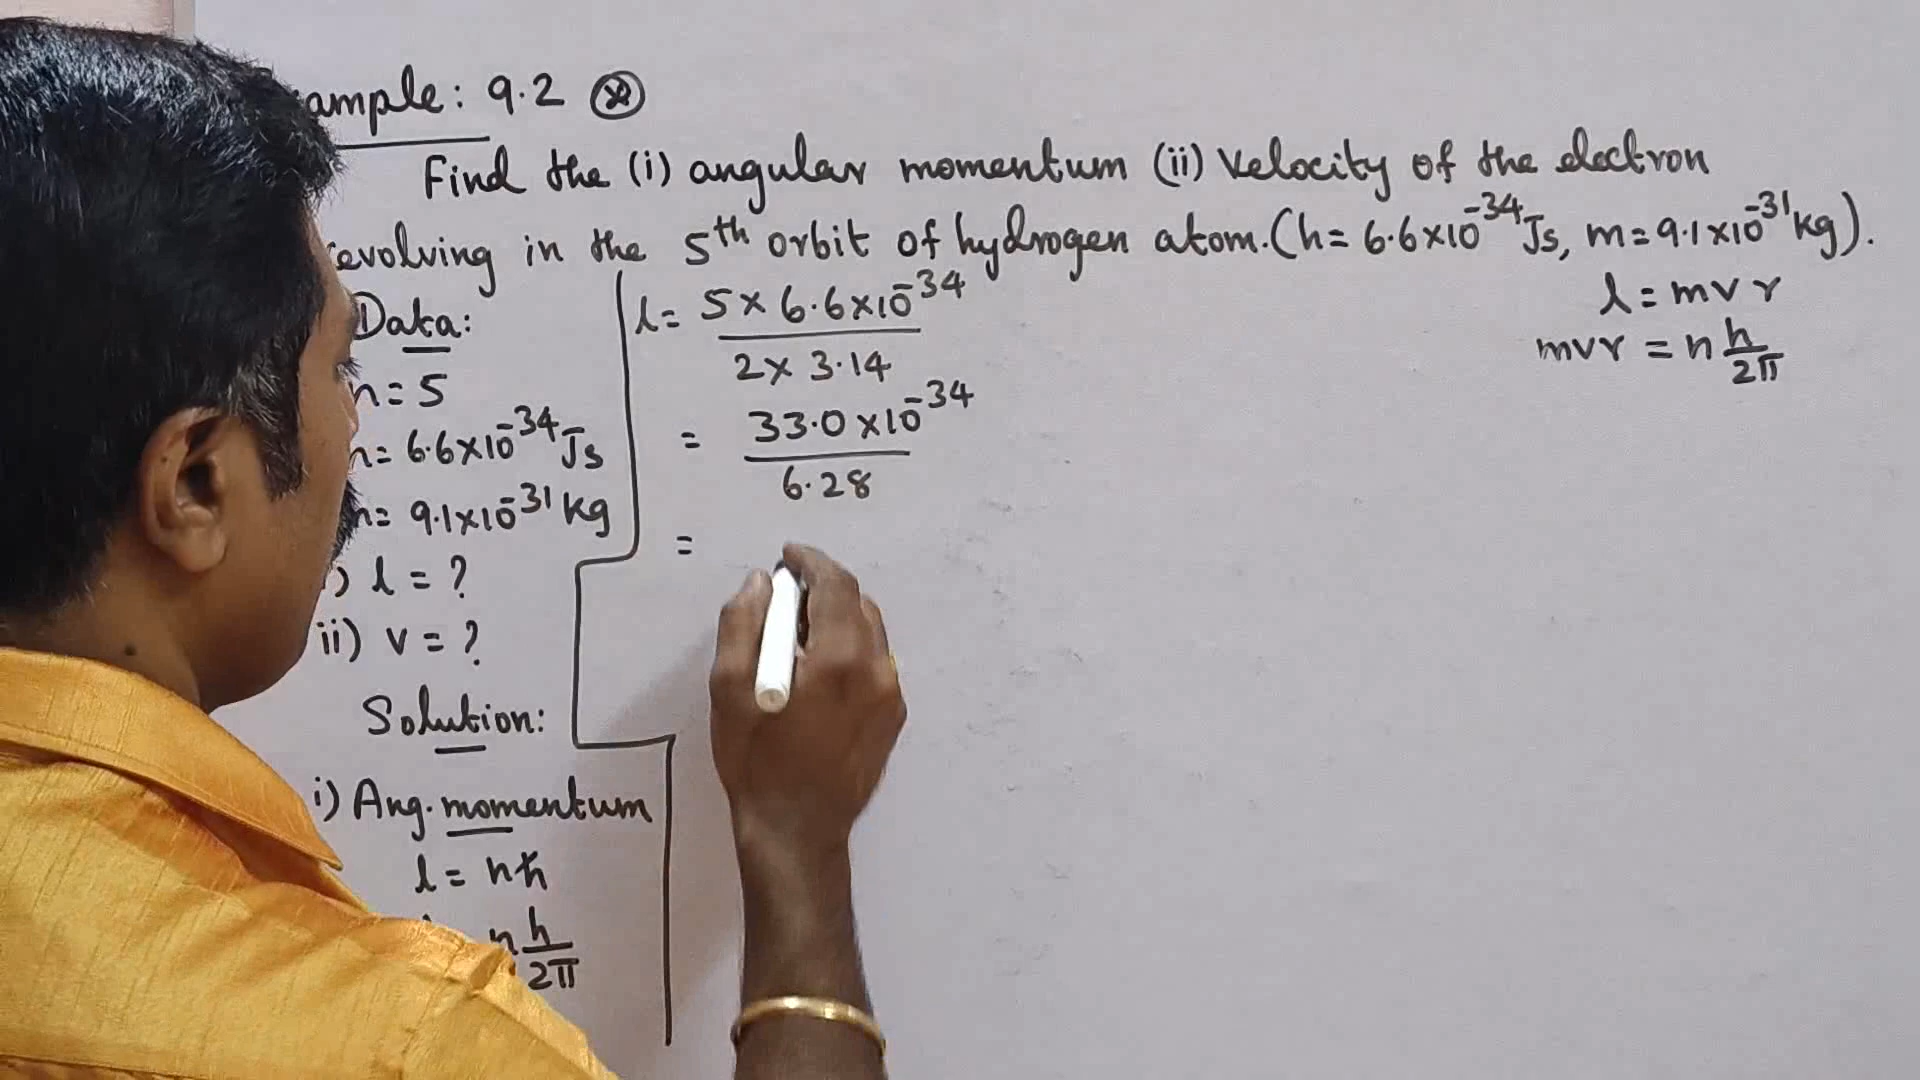 ample: 9.2
Find the (i) angular momentum (ii) velocity of the electron
revolving in the 5th orbit of hydrogen atom. (h = 6.6×10⁻³⁴ Js, m = 9.1×10⁻³¹ kg).
Data:
n = 5
h = 6.6×10⁻³⁴ Js
m = 9.1×10⁻³¹ kg
i) l = ?
ii) v = ?
Solution:
i) Ang. momentum
l = nħ
n h/2π
l = 5 × 6.6×10⁻³⁴ / 2 × 3.14
= 33.0 × 10⁻³⁴ / 6.28
=
l = mvr
mvr = n h/2π